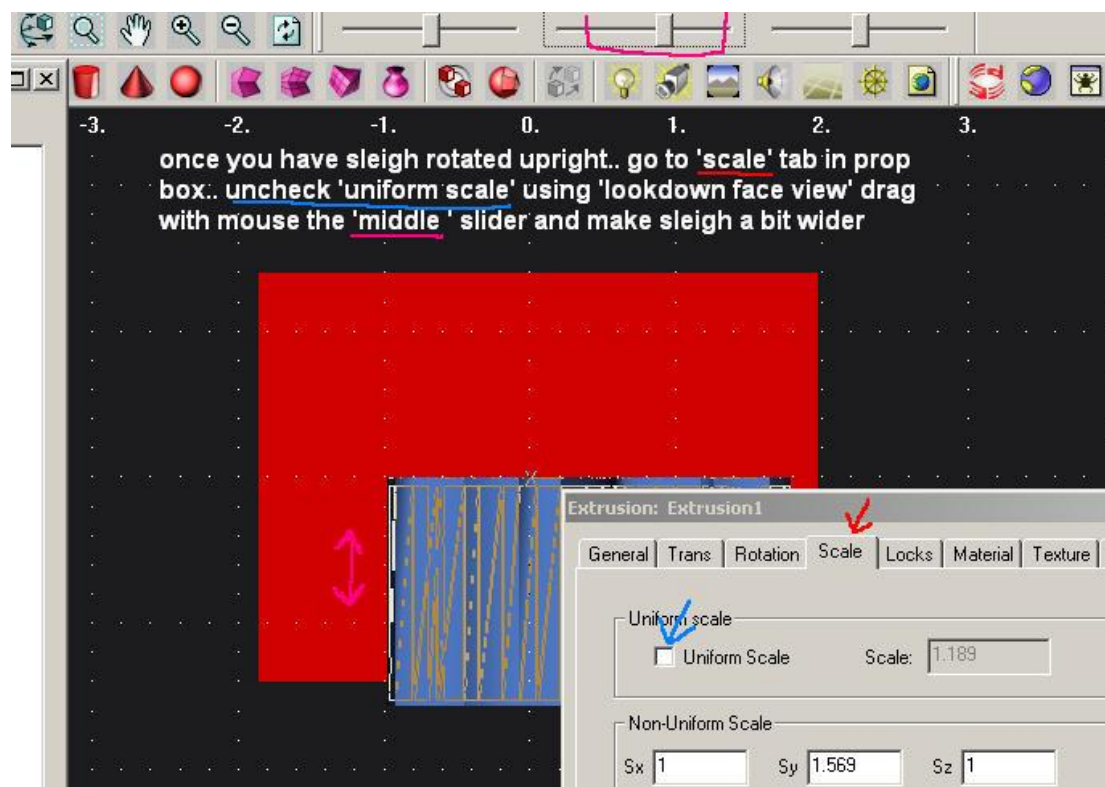 -3. -2. -1. 0. 1. 2. 3.
once you have sleigh rotated upright.. go to 'scale' tab in prop
box.. uncheck 'uniform scale' using 'lookdown face view' drag
with mouse the 'middle ' slider and make sleigh a bit wider
X
Extrusion: Extrusion1
General Trans Rotation Scale Locks Material Texture
Uniform scale
Uniform Scale Scale: 1.189
Non-Uniform Scale
Sx 1 Sy 1.569 Sz 1